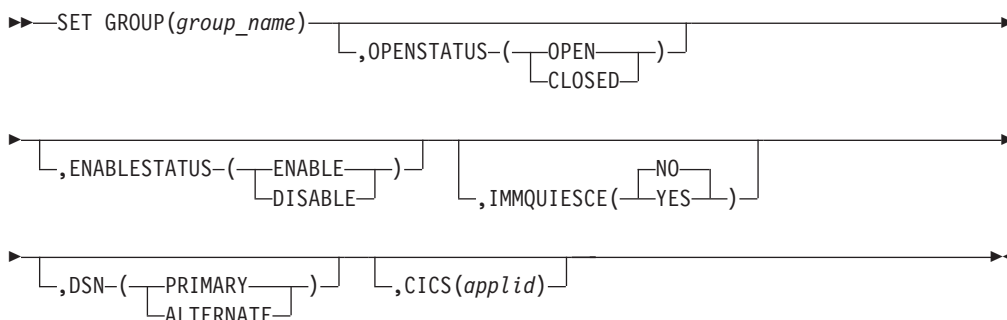 SET GROUP(group_name)
,OPENSTATUS ( OPEN )
CLOSED
,ENABLESTATUS ( ENABLE )
DISABLE
NO
,IMMQUIESCE( YES )
,DSN ( PRIMARY )
ALTERNATE
,CICS(applid)